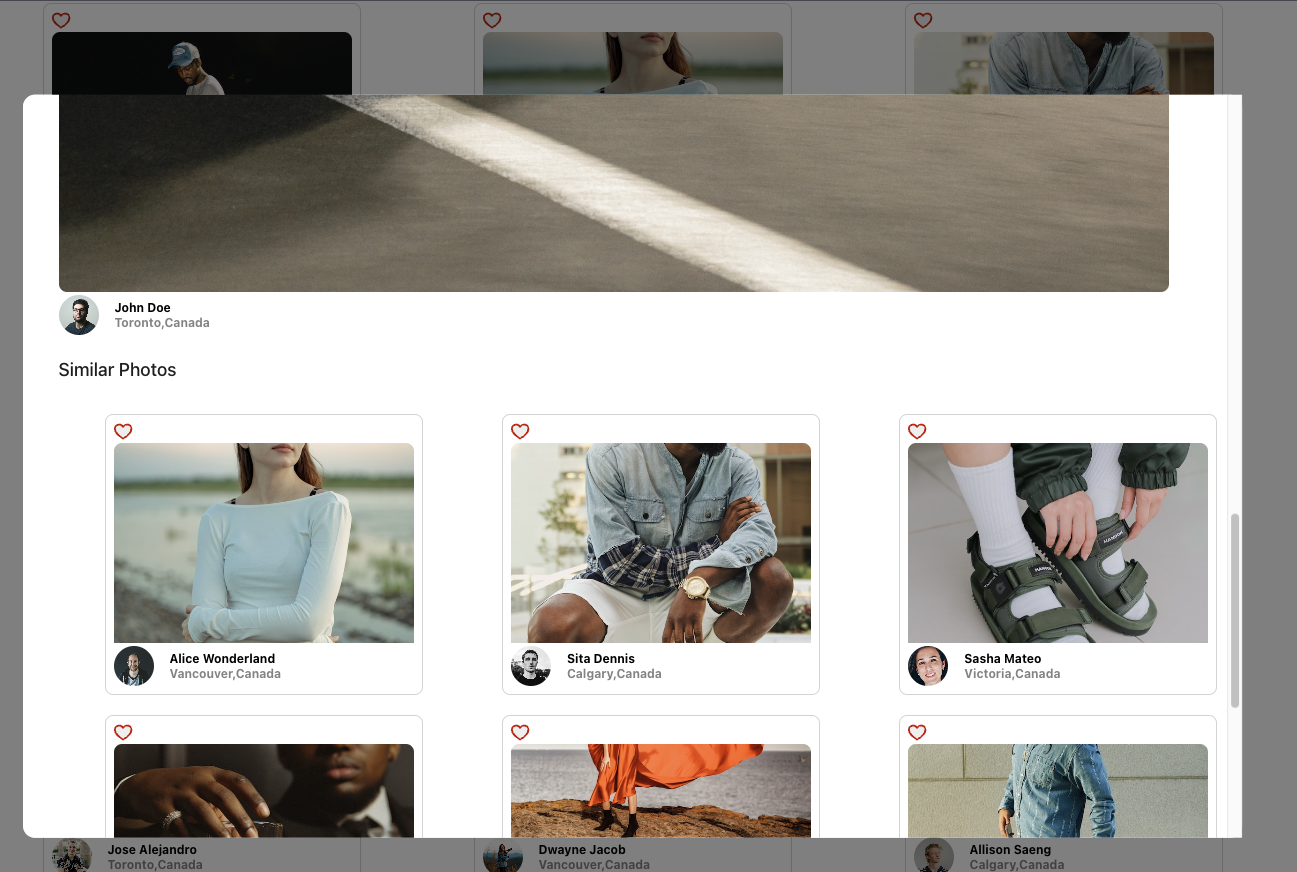 John Doe
Toronto,Canada
Similar Photos
Alice Wonderland
Vancouver,Canada
Sita Dennis
Calgary,Canada
Sasha Mateo
Victoria,Canada
Jose Alejandro
Toronto,Canada
Dwayne Jacob
Vancouver,Canada
Allison Saeng
Calgary,Canada